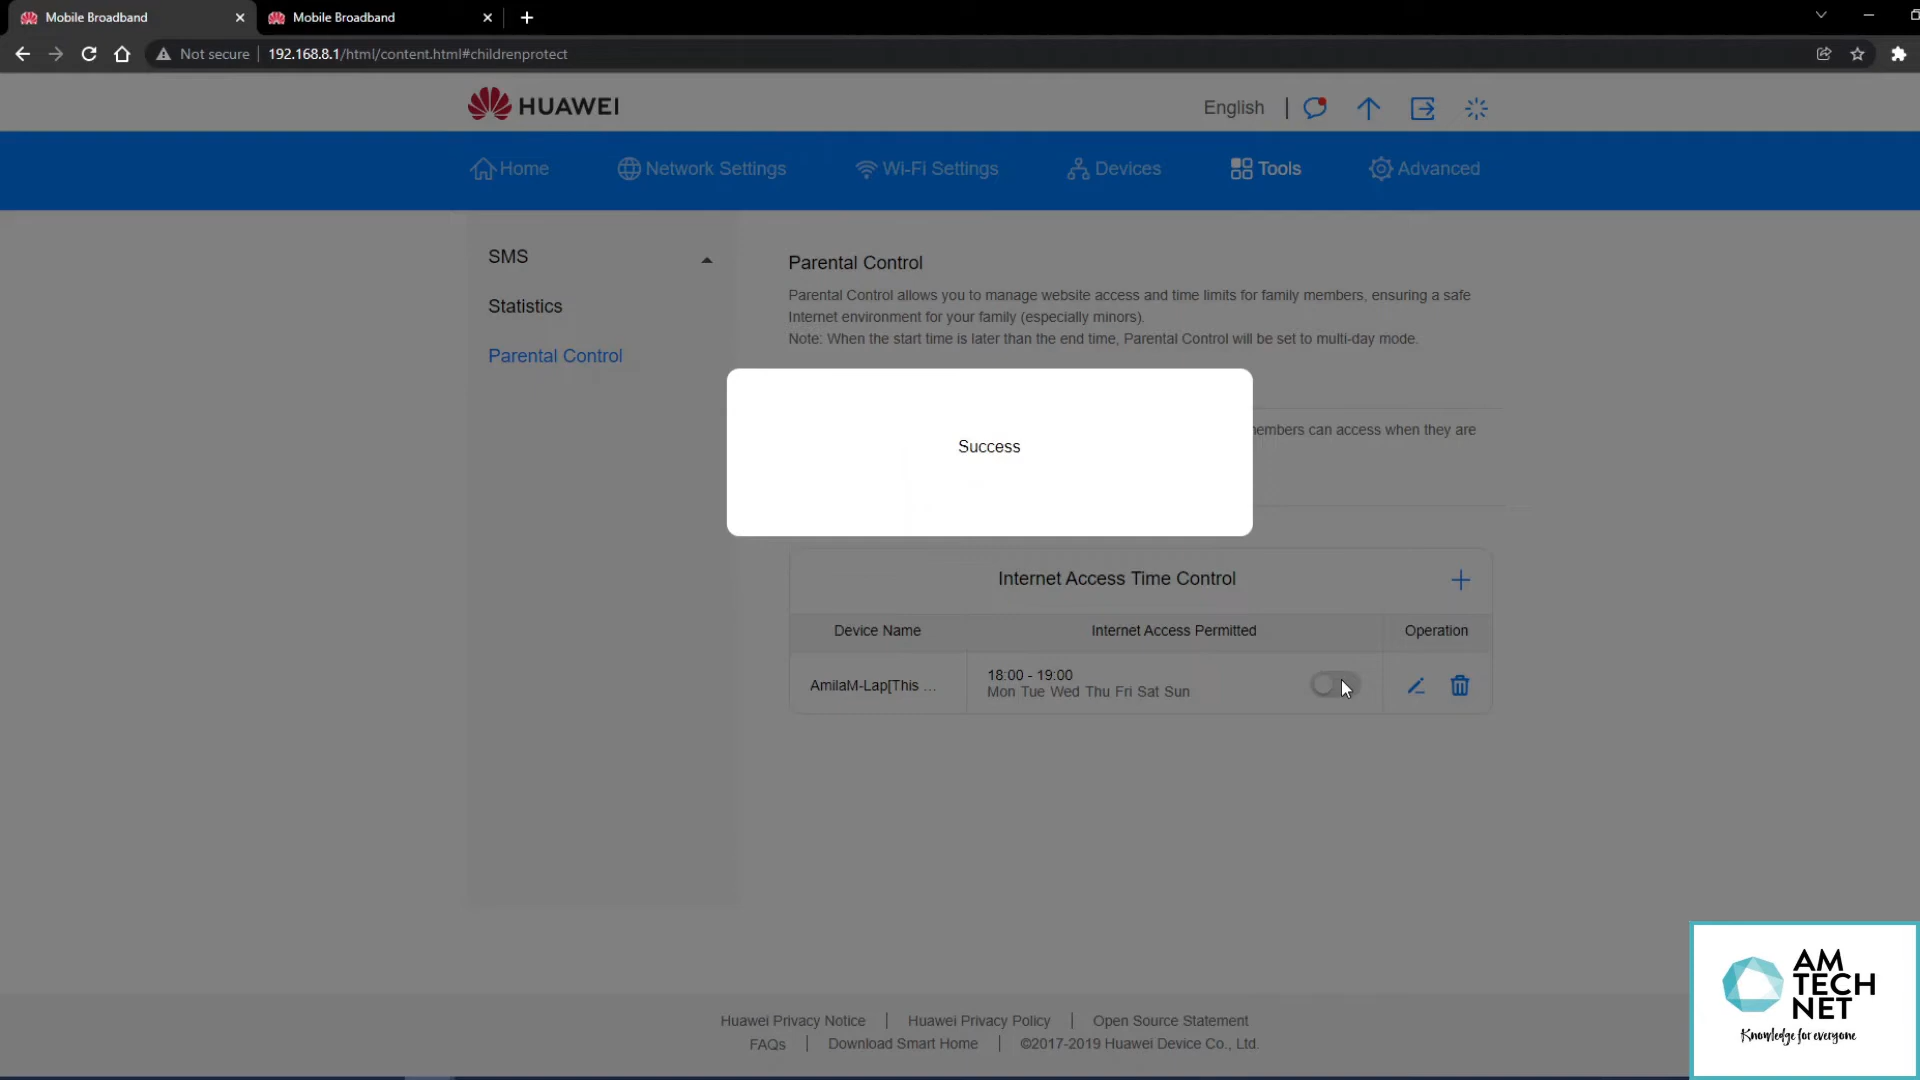 Mobile Broadband
Mobile Broadband
Not secure
192.168.8.1/html/content.html#childrenprotect
HUAWEI
English
Home
Network Settings
Wi-Fi Settings
Devices
Tools
Advanced
SMS
Statistics
Parental Control
Parental Control
Parental Control allows you to manage website access and time limits for family members, ensuring a safe
Internet environment for your family (especially minors).
Note: When the start time is later than the end time, Parental Control will be set to multi-day mode.
members can access when they are
Success
Internet Access Time Control
Device Name
Internet Access Permitted
Operation
AmilaM-Lap[This ...
18:00 - 19:00
Mon Tue Wed Thu Fri Sat Sun
Huawei Privacy Notice | Huawei Privacy Policy | Open Source Statement
FAQs | Download Smart Home | ©2017-2019 Huawei Device Co., Ltd.
AM
TECH
NET
Knowledge for everyone